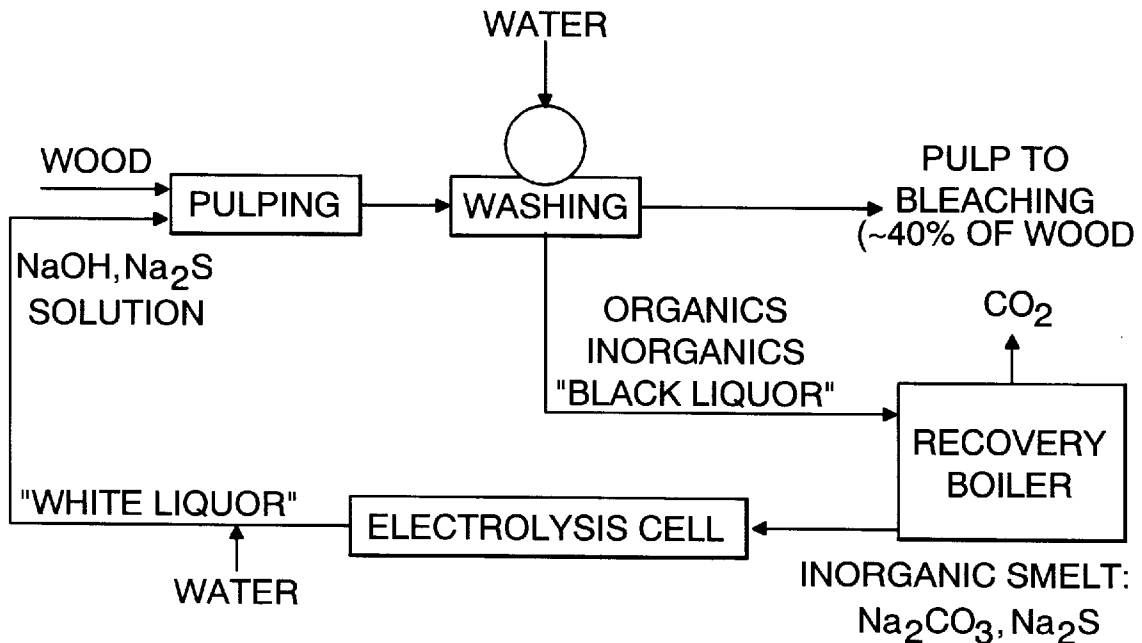 WATER
WOOD
PULPING
WASHING
PULP TO
BLEACHING
(~40% OF WOOD
NaOH, Na2S
SOLUTION
ORGANICS
INORGANICS
"BLACK LIQUOR"
CO2
RECOVERY
BOILER
"WHITE LIQUOR"
ELECTROLYSIS CELL
WATER
INORGANIC SMELT:
Na2CO3, Na2S